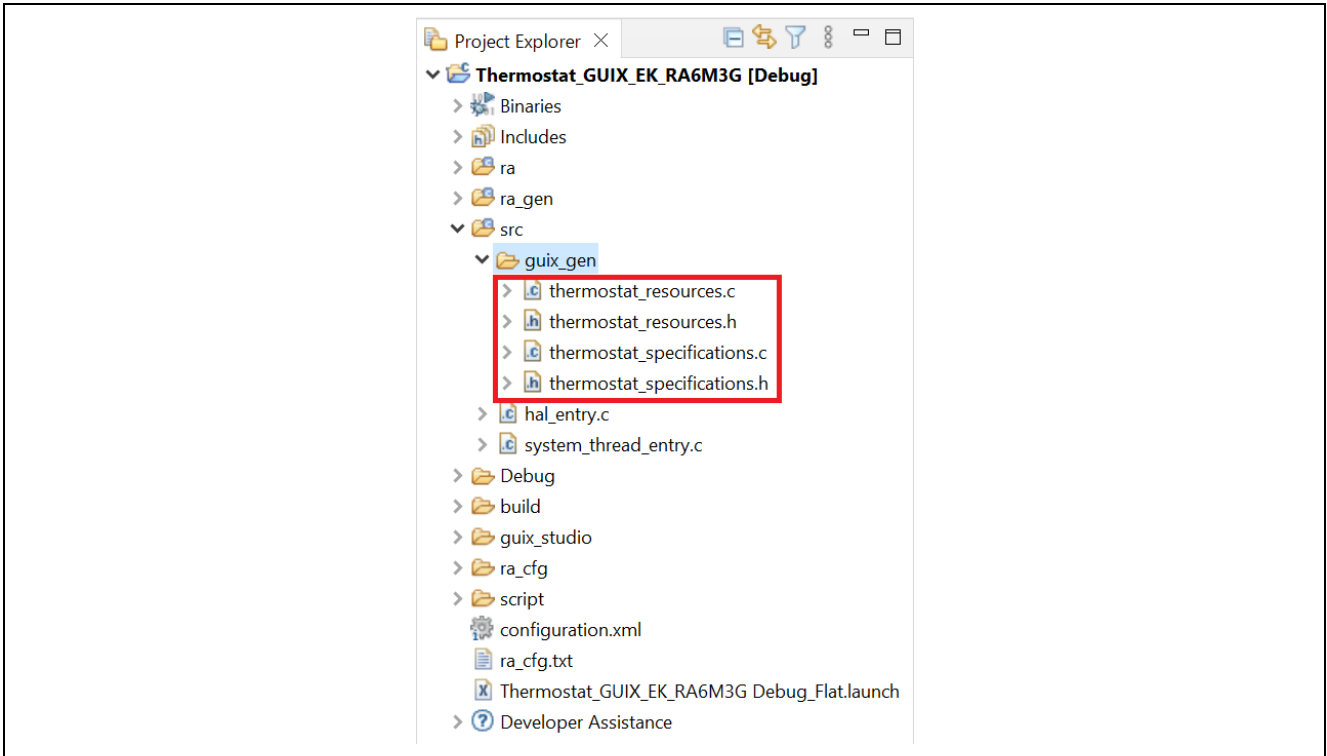 Project Explorer
Thermostat_GUIX_EK_RA6M3G [Debug]
Binaries
Includes
ra
ra_gen
src
guix_gen
thermostat_resources.c
thermostat_resources.h
thermostat_specifications.c
thermostat_specifications.h
hal_entry.c
system_thread_entry.c
Debug
build
guix_studio
ra_cfg
script
configuration.xml
ra_cfg.txt
Thermostat_GUIX_EK_RA6M3G Debug_Flat.launch
Developer Assistance